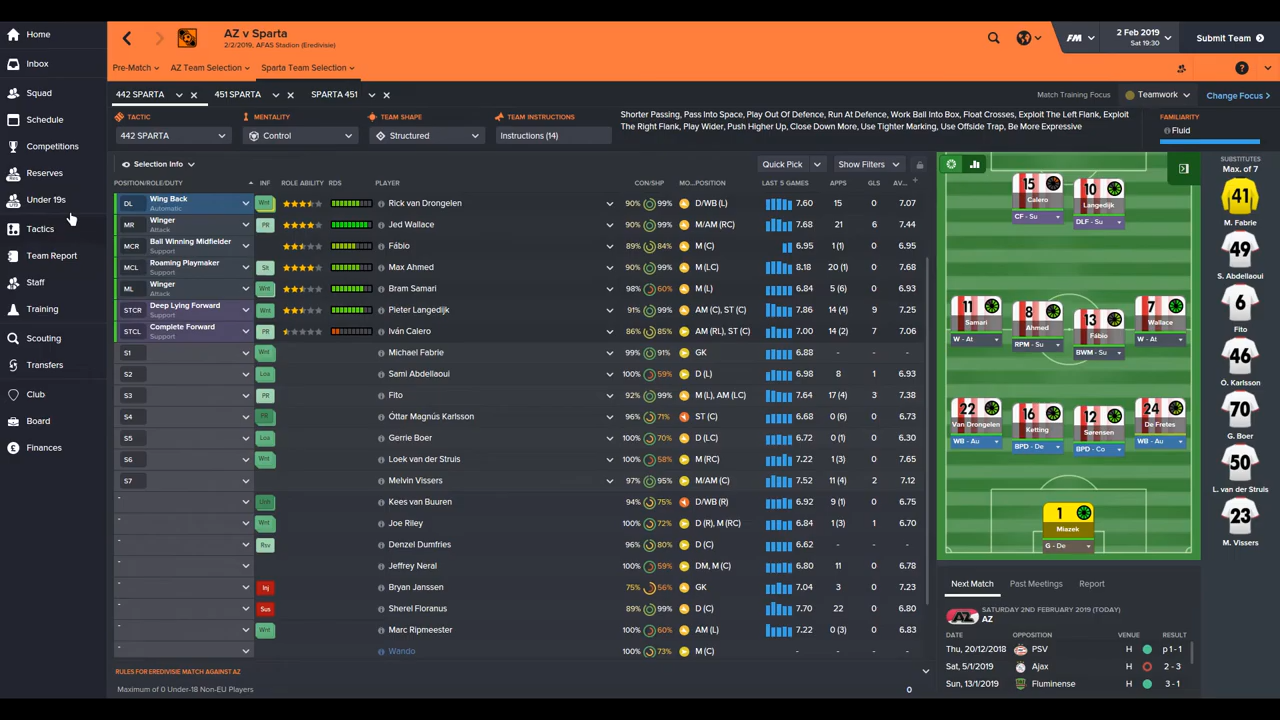 Home
Inbox
Squad
Schedule
Competitions
Reserves
Under 19s
Tactics
Team Report
Staff
Training
Scouting
Transfers
Club
Board
Finances
AZ v Sparta
2/2/2019, AFAS Stadion (Eredivisie)
FM
2 Feb 2019
Sat 19:30
Submit Team
Pre-Match
AZ Team Selection
Sparta Team Selection
442 SPARTA
451 SPARTA
SPARTA 451
Match Training Focus
Teamwork
Change Focus >
TACTIC
442 SPARTA
MENTALITY
Control
TEAM SHAPE
Structured
TEAM INSTRUCTIONS
Instructions (14)
Shorter Passing, Pass Into Space, Play Out Of Defence, Run At Defence, Work Ball Into Box, Float Crosses, Exploit The Left Flank, Exploit
The Right Flank, Play Wider, Push Higher Up, Close Down More, Use Tighter Marking, Use Offside Trap, Be More Expressive
FAMILIARITY
Fluid
Selection Info
Quick Pick
Show Filters
POSITION/ROLE/DUTY INF ROLE ABILITY RDS PLAYER CON/SHP MO... POSITION LAST 5 GAMES APPS GLS AV...
DL Wing Back Automatic Wnt Rick van Drongelen 90% 99% D/WB (L) 7.60 15 0 7.07
MR Winger Attack PR Jed Wallace 90% 99% M/AM (RC) 7.68 21 6 7.44
MCR Ball Winning Midfielder Support Fábio 89% 84% M (C) 6.95 1 (1) 0 6.95
MCL Roaming Playmaker Support Slt Max Ahmed 90% 99% M (LC) 8.18 20 (1) 0 7.68
ML Winger Attack Wnt Bram Samari 98% 60% M (L) 6.84 5 (6) 0 6.93
STCR Deep Lying Forward Support Wnt Pieter Langedijk 91% 99% AM (C), ST (C) 7.86 14 (4) 9 7.25
STCL Complete Forward Support PR Iván Calero 86% 85% AM (RL), ST (C) 7.00 14 (2) 7 7.06
S1 Wnt Michael Fabrie 99% 91% GK 6.88 - - -
S2 Los Sami Abdellaoui 100% 59% D (L) 6.98 8 1 6.93
S3 PR Fito 92% 99% M (L), AM (LC) 7.64 17 (4) 3 7.38
S4 PR Óttar Magnús Karlsson 96% 71% ST (C) 6.68 0 (6) 0 6.73
S5 Los Gerrie Boer 100% 70% D (LC) 6.72 0 (1) 0 6.30
S6 Wnt Loek van der Struis 100% 58% M (RC) 7.22 1 (3) 0 7.65
S7 Melvin Vissers 97% 95% M/AM (C) 7.52 11 (4) 2 7.12
- Unh Kees van Buuren 94% 75% D/WB (R) 6.92 9 (1) 0 6.75
- Wnt Joe Riley 100% 72% D (R), M (RC) 6.84 1 (3) 1 6.70
- Rsv Denzel Dumfries 96% 80% D (C) 6.62 - - -
- Jeffrey Neral 100% 59% DM, M (C) 6.80 11 0 6.78
- Inj Bryan Janssen 75% 56% GK 7.04 3 0 7.23
- Sus Sherel Floranus 89% 99% D (C) 7.70 22 0 6.80
- Wnt Marc Ripmeester 100% 60% AM (L) 7.22 0 (3) 0 6.83
- Wando 100% 73% M (C) - - -
RULES FOR EREDIVISIE MATCH AGAINST AZ
Maximum of 0 Under-18 Non-EU Players 0
15 10
Calero Langedijk
CF - Su DLF - Su
11 8 13 7
Samari Ahmed Fábio Wallace
W - At RPM - Su BWM - Su W - At
22 16 12 24
Van Drongelen Ketting Sørensen De Fretes
WB - Au BPD - De BPD - Co WB - Au
1
Miazek
G - De
SUBSTITUTES
Max. of 7
41
M. Fabrie
49
S. Abdellaoui
6
Fito
46
Ó. Karlsson
70
G. Boer
50
L. van der Struis
23
M. Vissers
Next Match
Past Meetings
Report
SATURDAY 2ND FEBRUARY 2019 (TODAY)
AZ
DATE OPPOSITION VENUE RESULT
Thu, 20/12/2018 PSV H p1 - 1
Sat, 5/1/2019 Ajax H 2 - 3
Sun, 13/1/2019 Fluminense H 3 - 1